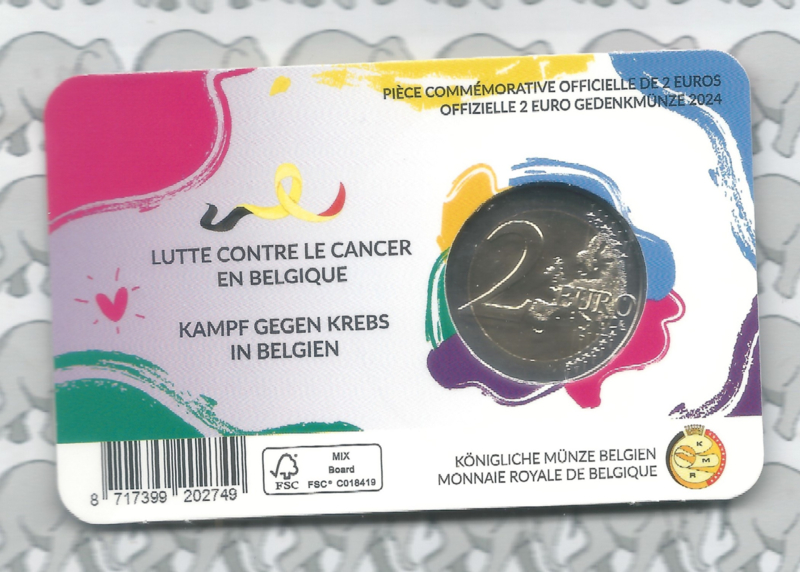 PIÈCE COMMÉMORATIVE OFFICIELLE DE 2 EUROS
OFFIZIELLE 2 EURO GEDENKMÜNZE 2024
LUTTE CONTRE LE CANCER
EN BELGIQUE
KAMPF GEGEN KREBS
IN BELGIEN
2 EURO
8 717399 202749
FSC
MIX
Board
FSC® C018419
KÖNIGLICHE MÜNZE BELGIEN
MONNAIE ROYALE DE BELGIQUE
K
M
R